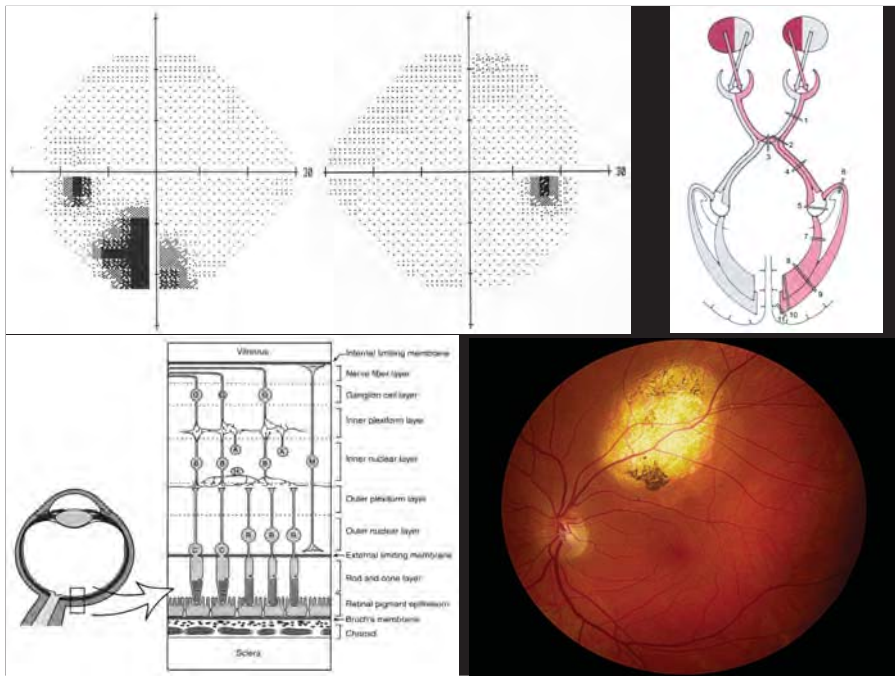 30
30
1
2
3
4
5
6
7
8
9
10
11
Vitreous
Internal limiting membrane
Nerve fiber layer
Ganglion cell layer
Inner plexiform layer
Inner nuclear layer
Outer plexiform layer
Outer nuclear layer
External limiting membrane
Rod and cone layer
Retinal pigment epithelium
Bruch's membrane
Choroid
Sclera
G
G
G
A
A
B
B
H
B
M
C
C
R
R
R